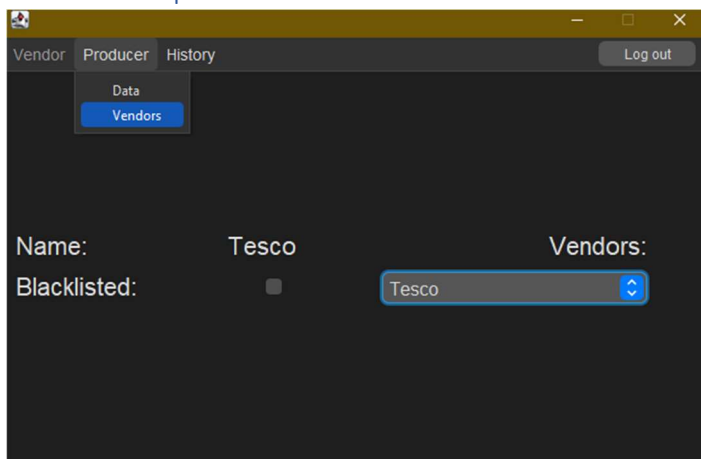 Vendor Producer History Log out
Data
Vendors
Name: Tesco Vendors:
Blacklisted: Tesco